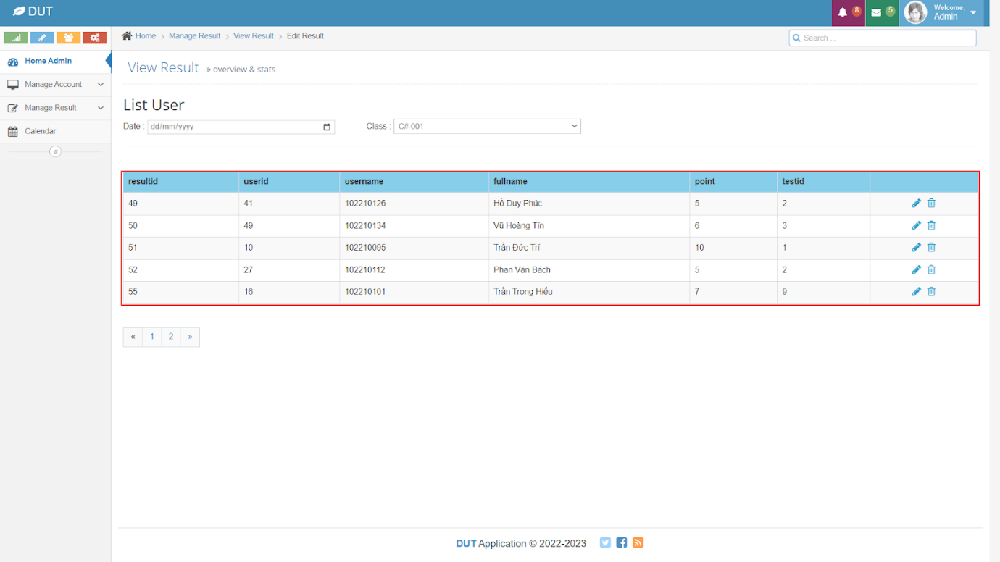 DUT
8
5
Welcome,
Admin
Home > Manage Result > View Result > Edit Result
Search ...
Home Admin
Manage Account
Manage Result
Calendar
«
View Result » overview & stats
List User
Date : dd/mm/yyyy Class : C#-001
resultid userid username fullname point testid
49 41 102210126 Hồ Duy Phúc 5 2
50 49 102210134 Vũ Hoàng Tín 6 3
51 10 102210095 Trần Đức Trí 10 1
52 27 102210112 Phan Văn Bách 5 2
55 16 102210101 Trần Trọng Hiếu 7 9
« 1 2 »
DUT Application © 2022-2023